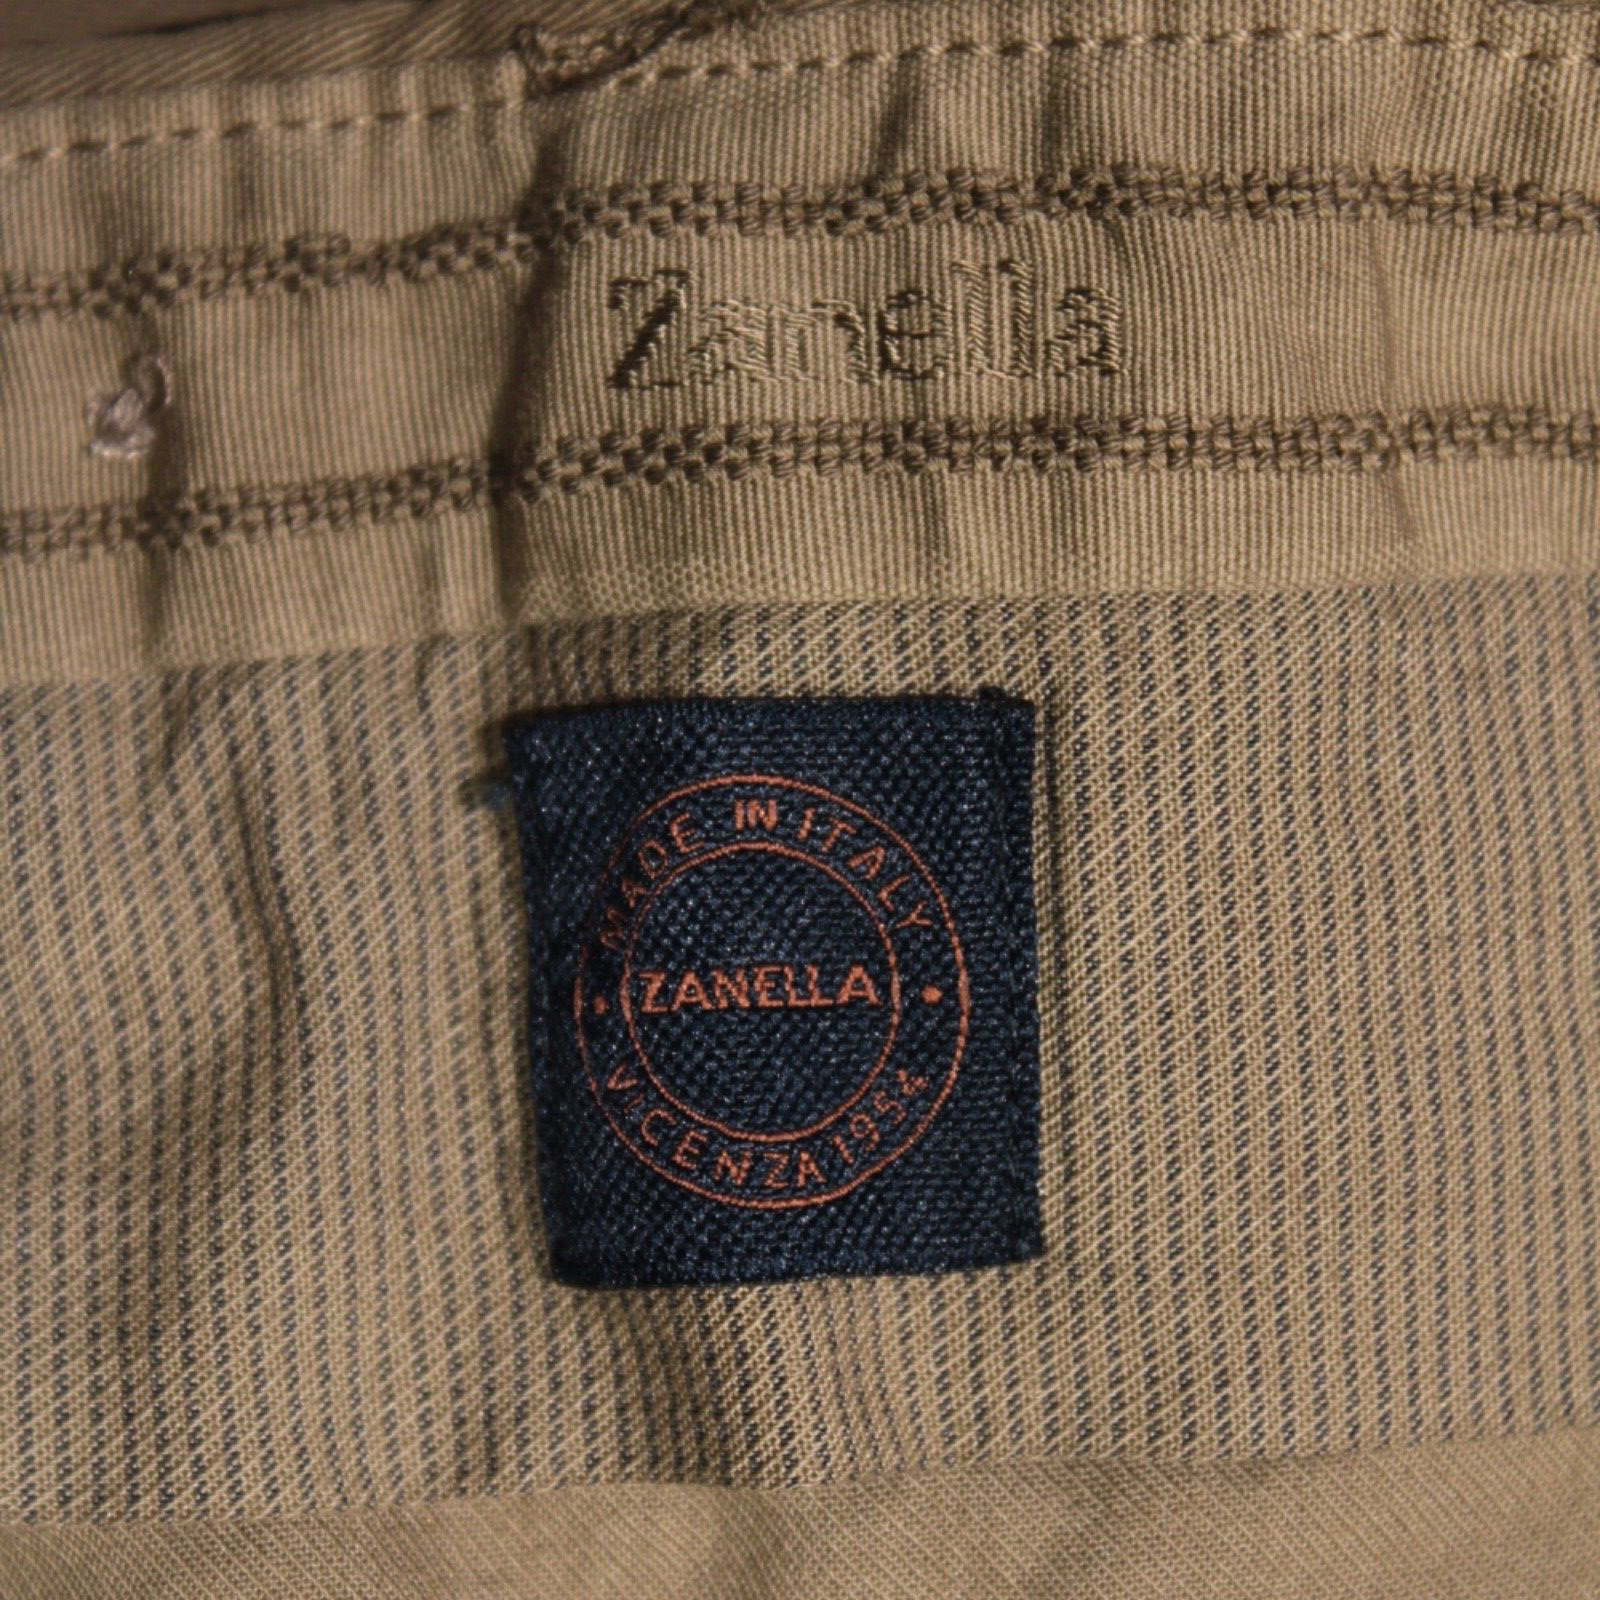 Zanella
MADE IN ITALY
ZANELLA
VICENZA 1954